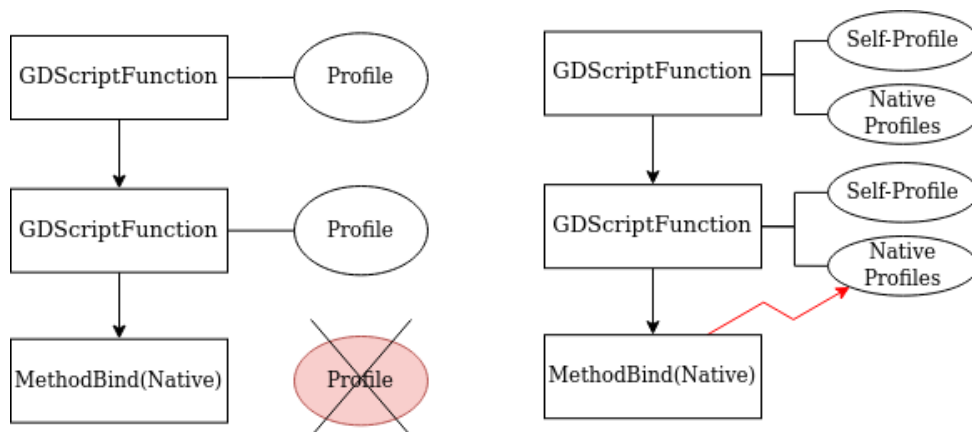 GDScriptFunction
Profile
GDScriptFunction
Profile
MethodBind(Native)
Profile
GDScriptFunction
Self-Profile
Native
Profiles
GDScriptFunction
Self-Profile
Native
Profiles
MethodBind(Native)